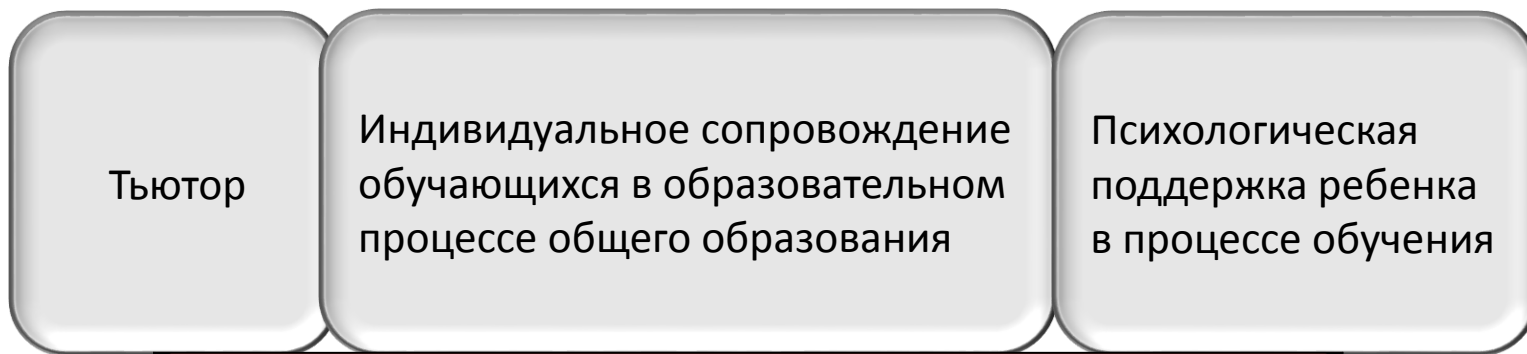 Тьютор
Индивидуальное сопровождение
обучающихся в образовательном
процессе общего образования
Психологическая
поддержка ребенка
в процессе обучения